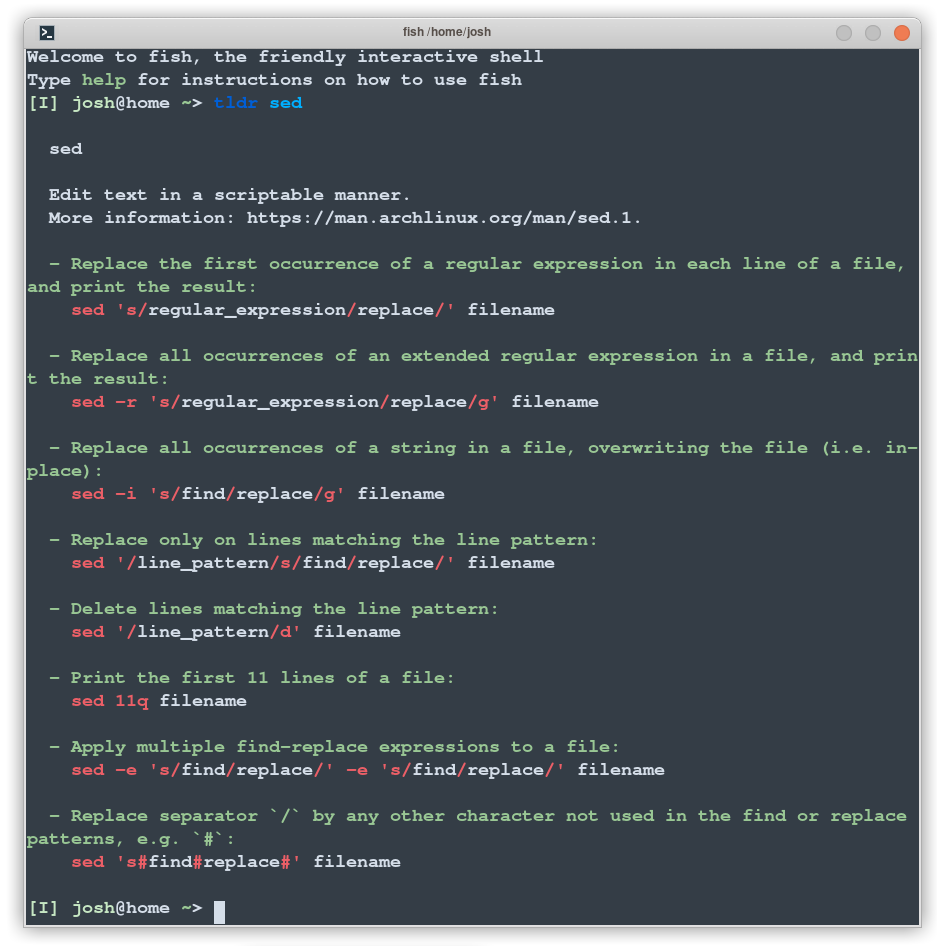 fish /home/josh
Welcome to fish, the friendly interactive shell
Type help for instructions on how to use fish
[I] josh@home ~> tldr sed
sed
Edit text in a scriptable manner.
More information: https://man.archlinux.org/man/sed.1.
- Replace the first occurrence of a regular expression in each line of a file,
and print the result:
sed 's/regular_expression/replace/' filename
- Replace all occurrences of an extended regular expression in a file, and prin
t the result:
sed -r 's/regular_expression/replace/g' filename
- Replace all occurrences of a string in a file, overwriting the file (i.e. in-
place):
sed -i 's/find/replace/g' filename
- Replace only on lines matching the line pattern:
sed '/line_pattern/s/find/replace/' filename
- Delete lines matching the line pattern:
sed '/line_pattern/d' filename
- Print the first 11 lines of a file:
sed 11q filename
- Apply multiple find-replace expressions to a file:
sed -e 's/find/replace/' -e 's/find/replace/' filename
- Replace separator `/` by any other character not used in the find or replace
patterns, e.g. `#`:
sed 's#find#replace#' filename
[I] josh@home ~>